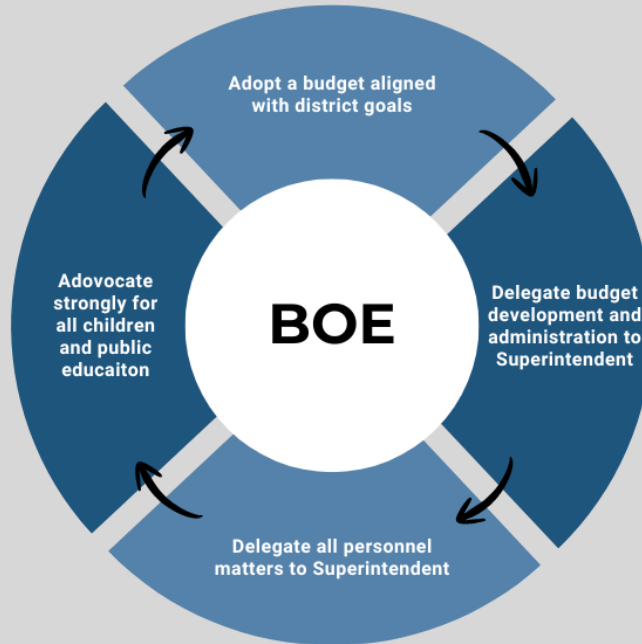 Adopt a budget aligned
with district goals
Adovocate
strongly for
all children
and public
educaiton
BOE
Delegate budget
development and
administration to
Superintendent
Delegate all personnel
matters to Superintendent